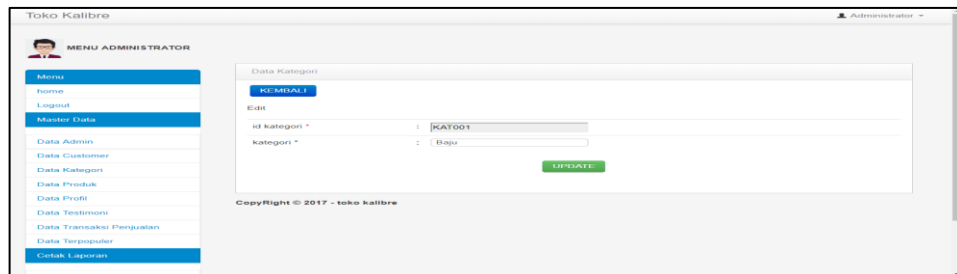 Toko Kalibre
Administrator
MENU ADMINISTRATOR
Menu
home
Logout
Master Data
Data Admin
Data Customer
Data Kategori
Data Produk
Data Profil
Data Testimoni
Data Transaksi Penjualan
Data Terpopuler
Cetak Laporan
Data Kategori
KEMBALI
Edit
id kategori * : KAT001
kategori * : Baju
UPDATE
CopyRight © 2017 - toko kalibre